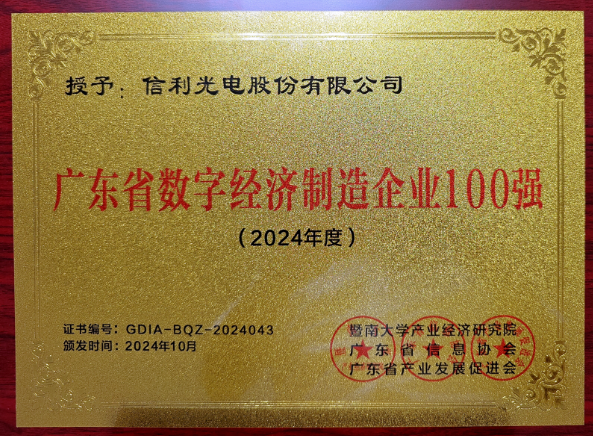 授予：信利光电股份有限公司
广东省数字经济制造企业100强
（2024年度）
证书编号：GDIA-BQZ-2024043
颁发时间：2024年10月
暨南大学产业经济研究院
广东省信息协会
广东省产业发展促进会